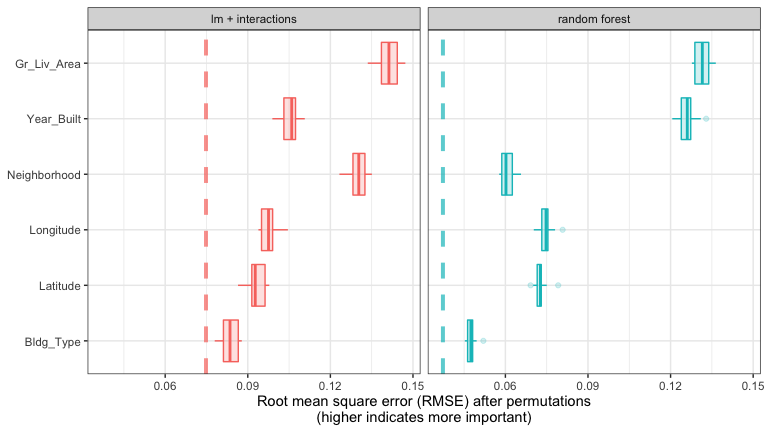 lm + interactions
random forest
Gr_Liv_Area
Year_Built
Neighborhood
Longitude
Latitude
Bldg_Type
0.06 0.09 0.12 0.15
0.06 0.09 0.12 0.15
Root mean square error (RMSE) after permutations
(higher indicates more important)